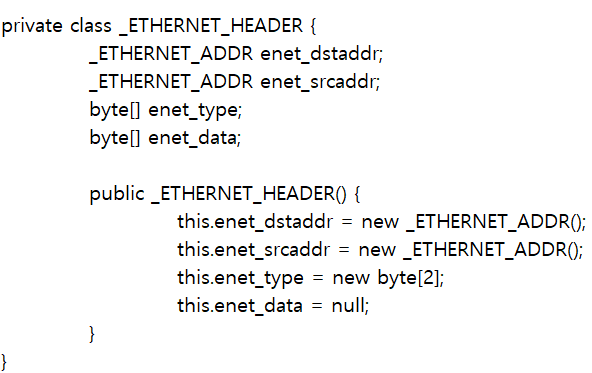 private class _ETHERNET_HEADER {
_ETHERNET_ADDR enet_dstaddr;
_ETHERNET_ADDR enet_srcaddr;
byte[] enet_type;
byte[] enet_data;
public _ETHERNET_HEADER() {
this.enet_dstaddr = new _ETHERNET_ADDR();
this.enet_srcaddr = new _ETHERNET_ADDR();
this.enet_type = new byte[2];
this.enet_data = null;
}
}